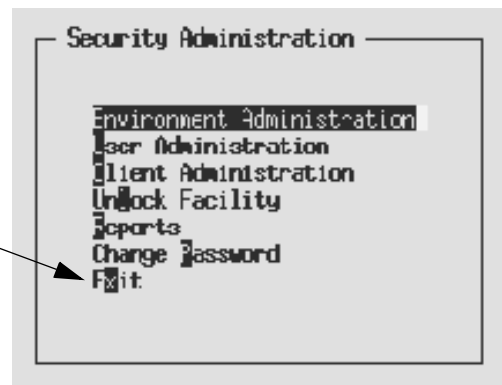 Security Administration
Environment Administration
User Administration
Client Administration
Unlock Facility
Reports
Change Password
Exit